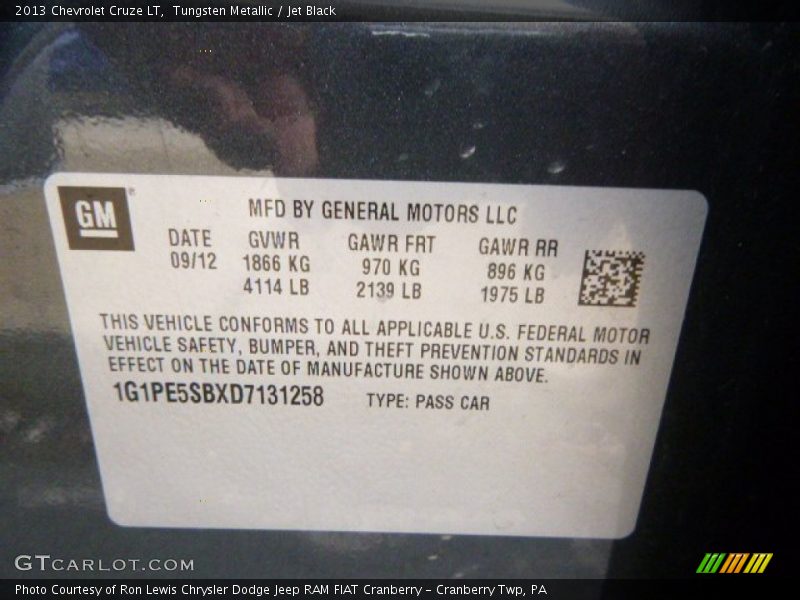 2013 Chevrolet Cruze LT, Tungsten Metallic / Jet Black
GM
MFD BY GENERAL MOTORS LLC
DATE GVWR GAWR FRT GAWR RR
09/12 1866 KG 970 KG 896 KG
4114 LB 2139 LB 1975 LB
THIS VEHICLE CONFORMS TO ALL APPLICABLE U.S. FEDERAL MOTOR
VEHICLE SAFETY, BUMPER, AND THEFT PREVENTION STANDARDS IN
EFFECT ON THE DATE OF MANUFACTURE SHOWN ABOVE.
1G1PE5SBXD7131258 TYPE: PASS CAR
GTCARLOT.COM
Photo Courtesy of Ron Lewis Chrysler Dodge Jeep RAM FIAT Cranberry – Cranberry Twp, PA